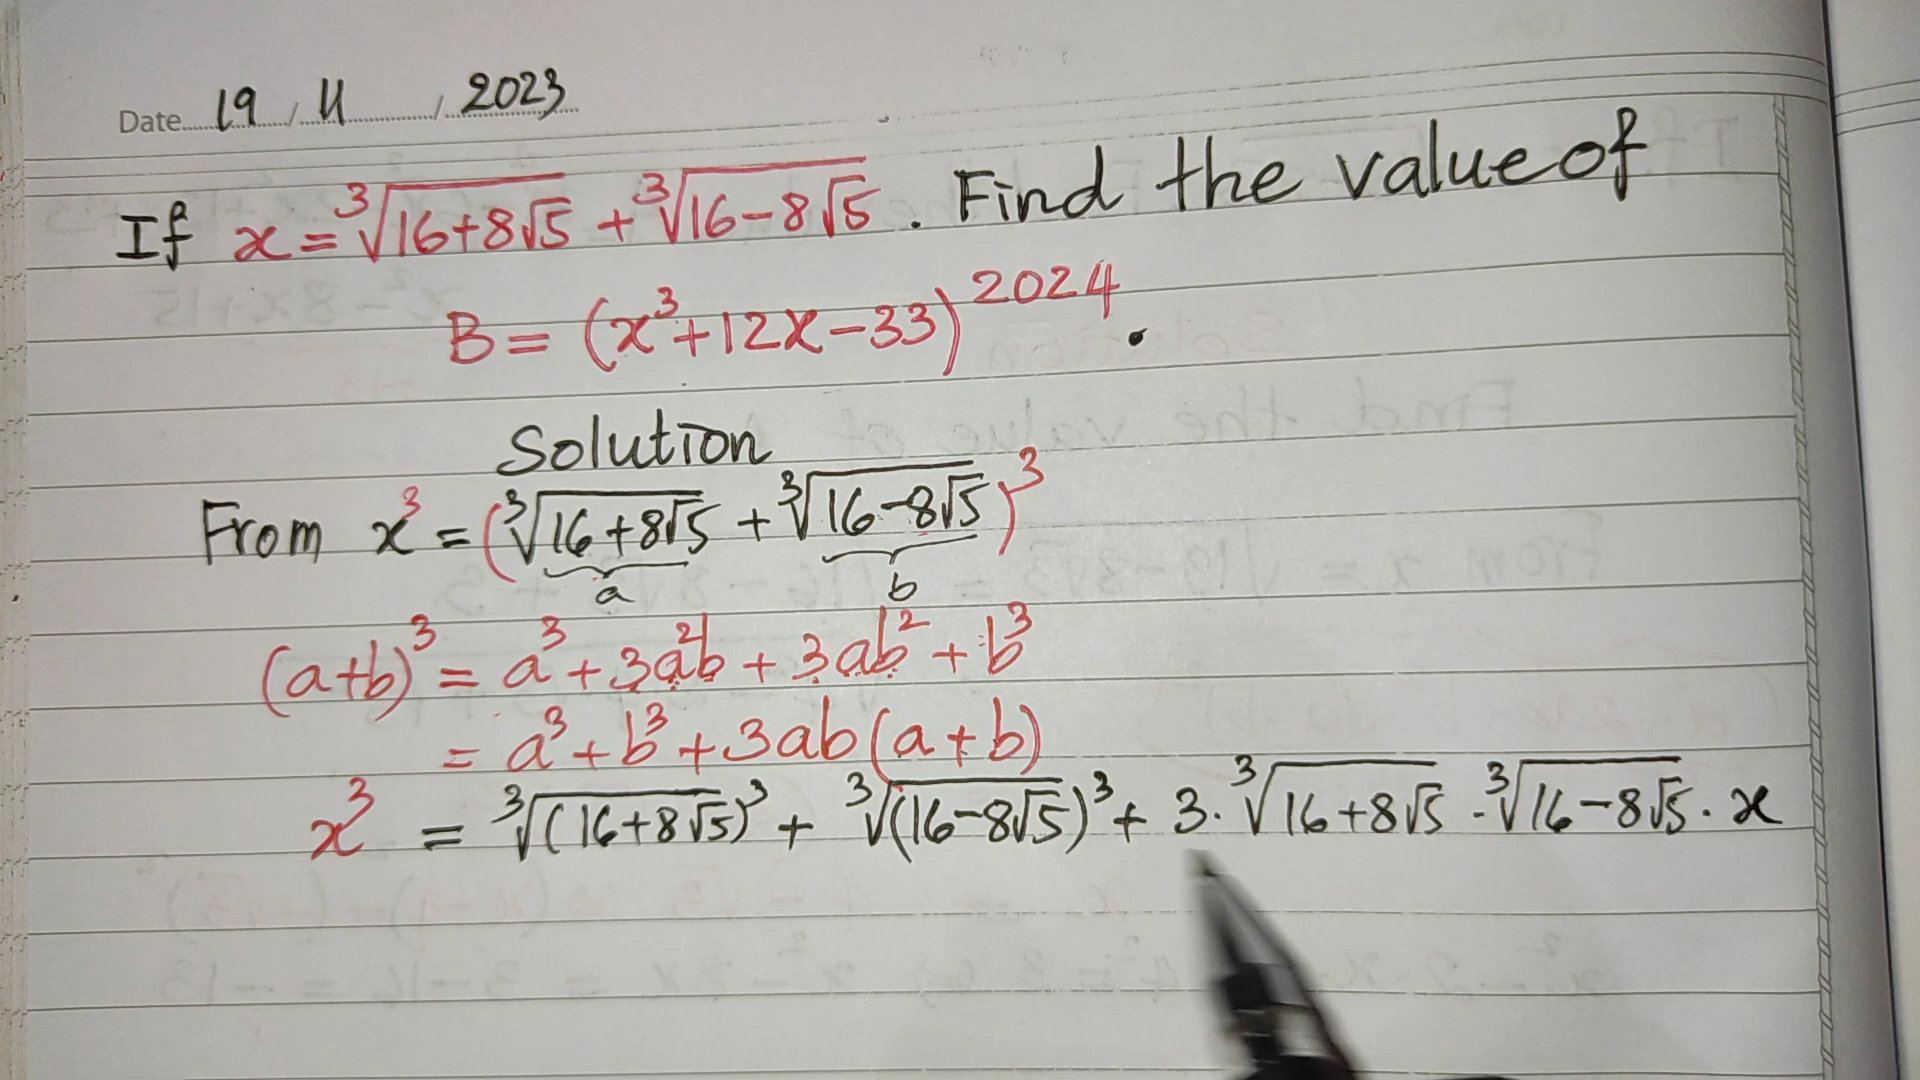 Date 19 / 11 / 2023
If x = ∛(16+8√5) + ∛(16-8√5). Find the value of
B = (x³+12x-33)²⁰²⁴.
Solution
From x³ = (∛(16+8√5) + ∛(16-8√5))³
a b
(a+b)³ = a³ + 3a²b + 3ab² + b³
= a³ + b³ + 3ab(a+b)
x³ = ∛(16+8√5)³ + ∛(16-8√5)³ + 3·∛(16+8√5) · ∛(16-8√5) · x